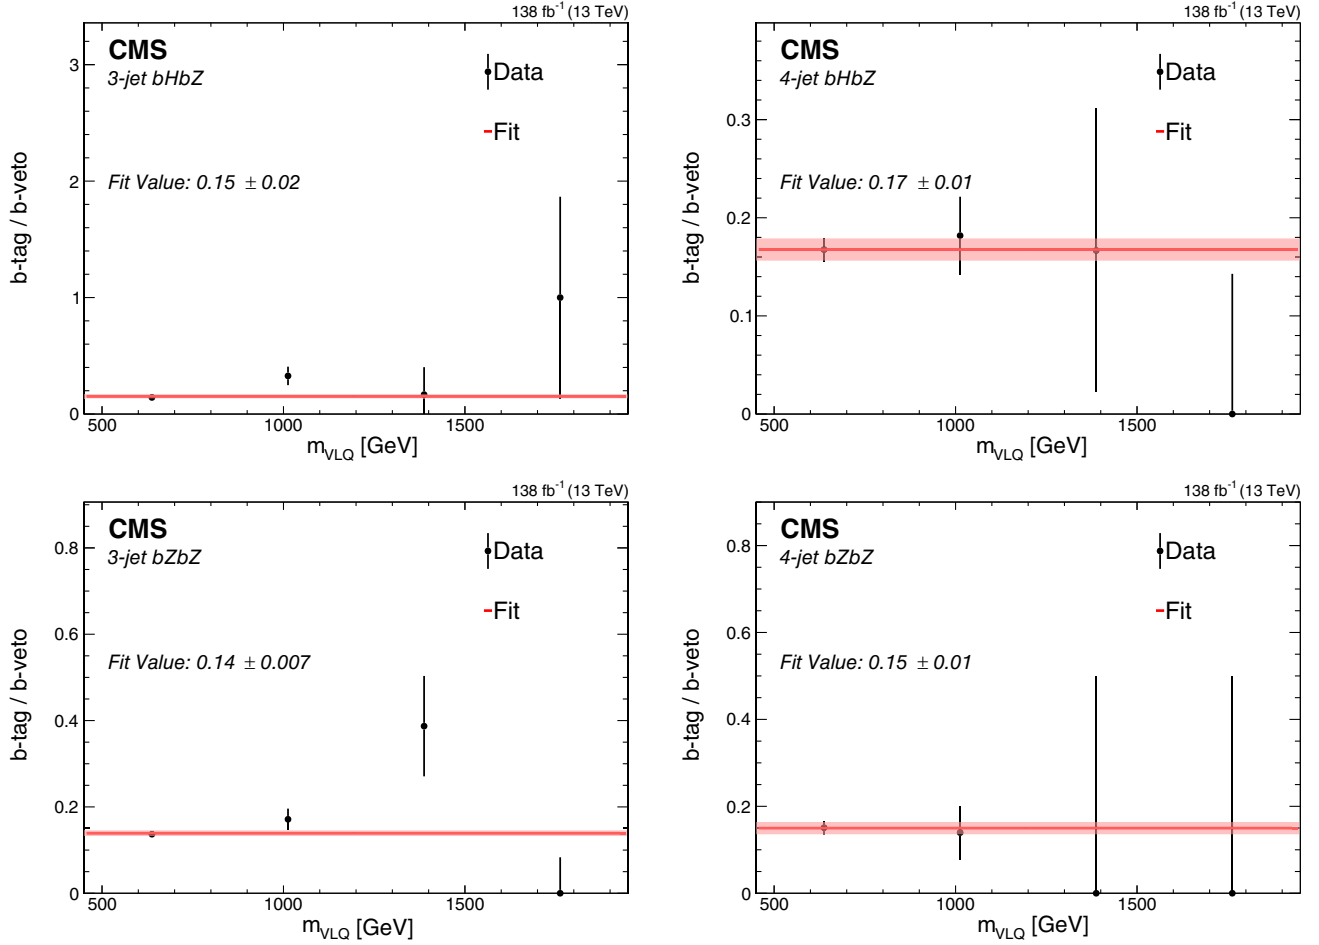 138 fb-1 (13 TeV)
CMS
3-jet bHbZ
Data
Fit
Fit Value: 0.15 ± 0.02
b-tag / b-veto
3
2
1
0
500 1000 1500
mVLQ [GeV]
138 fb-1 (13 TeV)
CMS
4-jet bHbZ
Data
Fit
Fit Value: 0.17 ± 0.01
b-tag / b-veto
0.3
0.2
0.1
0
500 1000 1500
mVLQ [GeV]
138 fb-1 (13 TeV)
CMS
3-jet bZbZ
Data
Fit
Fit Value: 0.14 ± 0.007
b-tag / b-veto
0.8
0.6
0.4
0.2
0
500 1000 1500
mVLQ [GeV]
138 fb-1 (13 TeV)
CMS
4-jet bZbZ
Data
Fit
Fit Value: 0.15 ± 0.01
b-tag / b-veto
0.8
0.6
0.4
0.2
0
500 1000 1500
mVLQ [GeV]